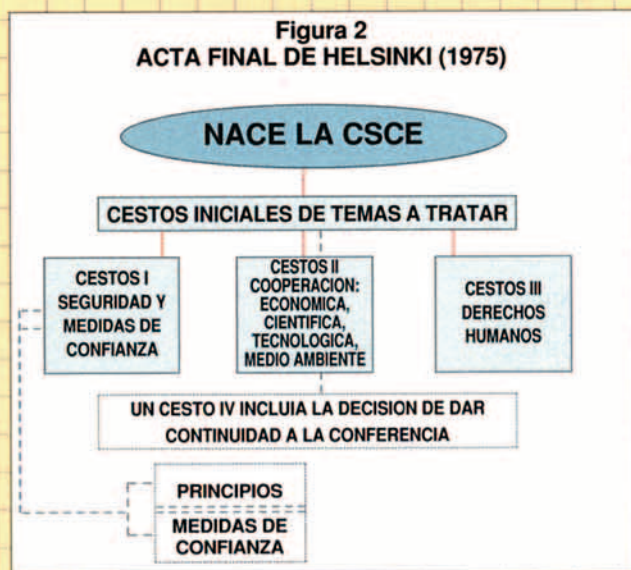 Figura 2
ACTA FINAL DE HELSINKI (1975)
NACE LA CSCE
CESTOS INICIALES DE TEMAS A TRATAR
CESTOS I
SEGURIDAD Y
MEDIDAS DE
CONFIANZA
CESTOS II
COOPERACION:
ECONOMICA,
CIENTIFICA,
TECNOLOGICA,
MEDIO AMBIENTE
CESTOS III
DERECHOS
HUMANOS
UN CESTO IV INCLUIA LA DECISION DE DAR
CONTINUIDAD A LA CONFERENCIA
PRINCIPIOS
MEDIDAS DE
CONFIANZA